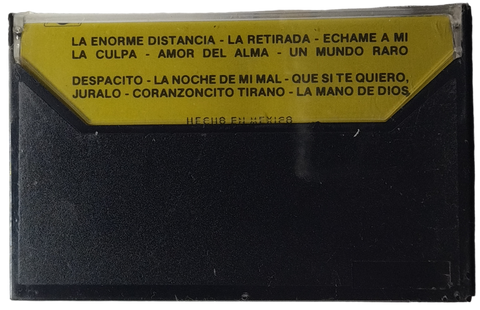 LA ENORME DISTANCIA - LA RETIRADA - ECHAME A MI
LA CULPA - AMOR DEL ALMA - UN MUNDO RARO
DESPACITO - LA NOCHE DE MI MAL - QUE SI TE QUIERO,
JURALO - CORANZONCITO TIRANO - LA MANO DE DIOS
HECHO EN MEXICO